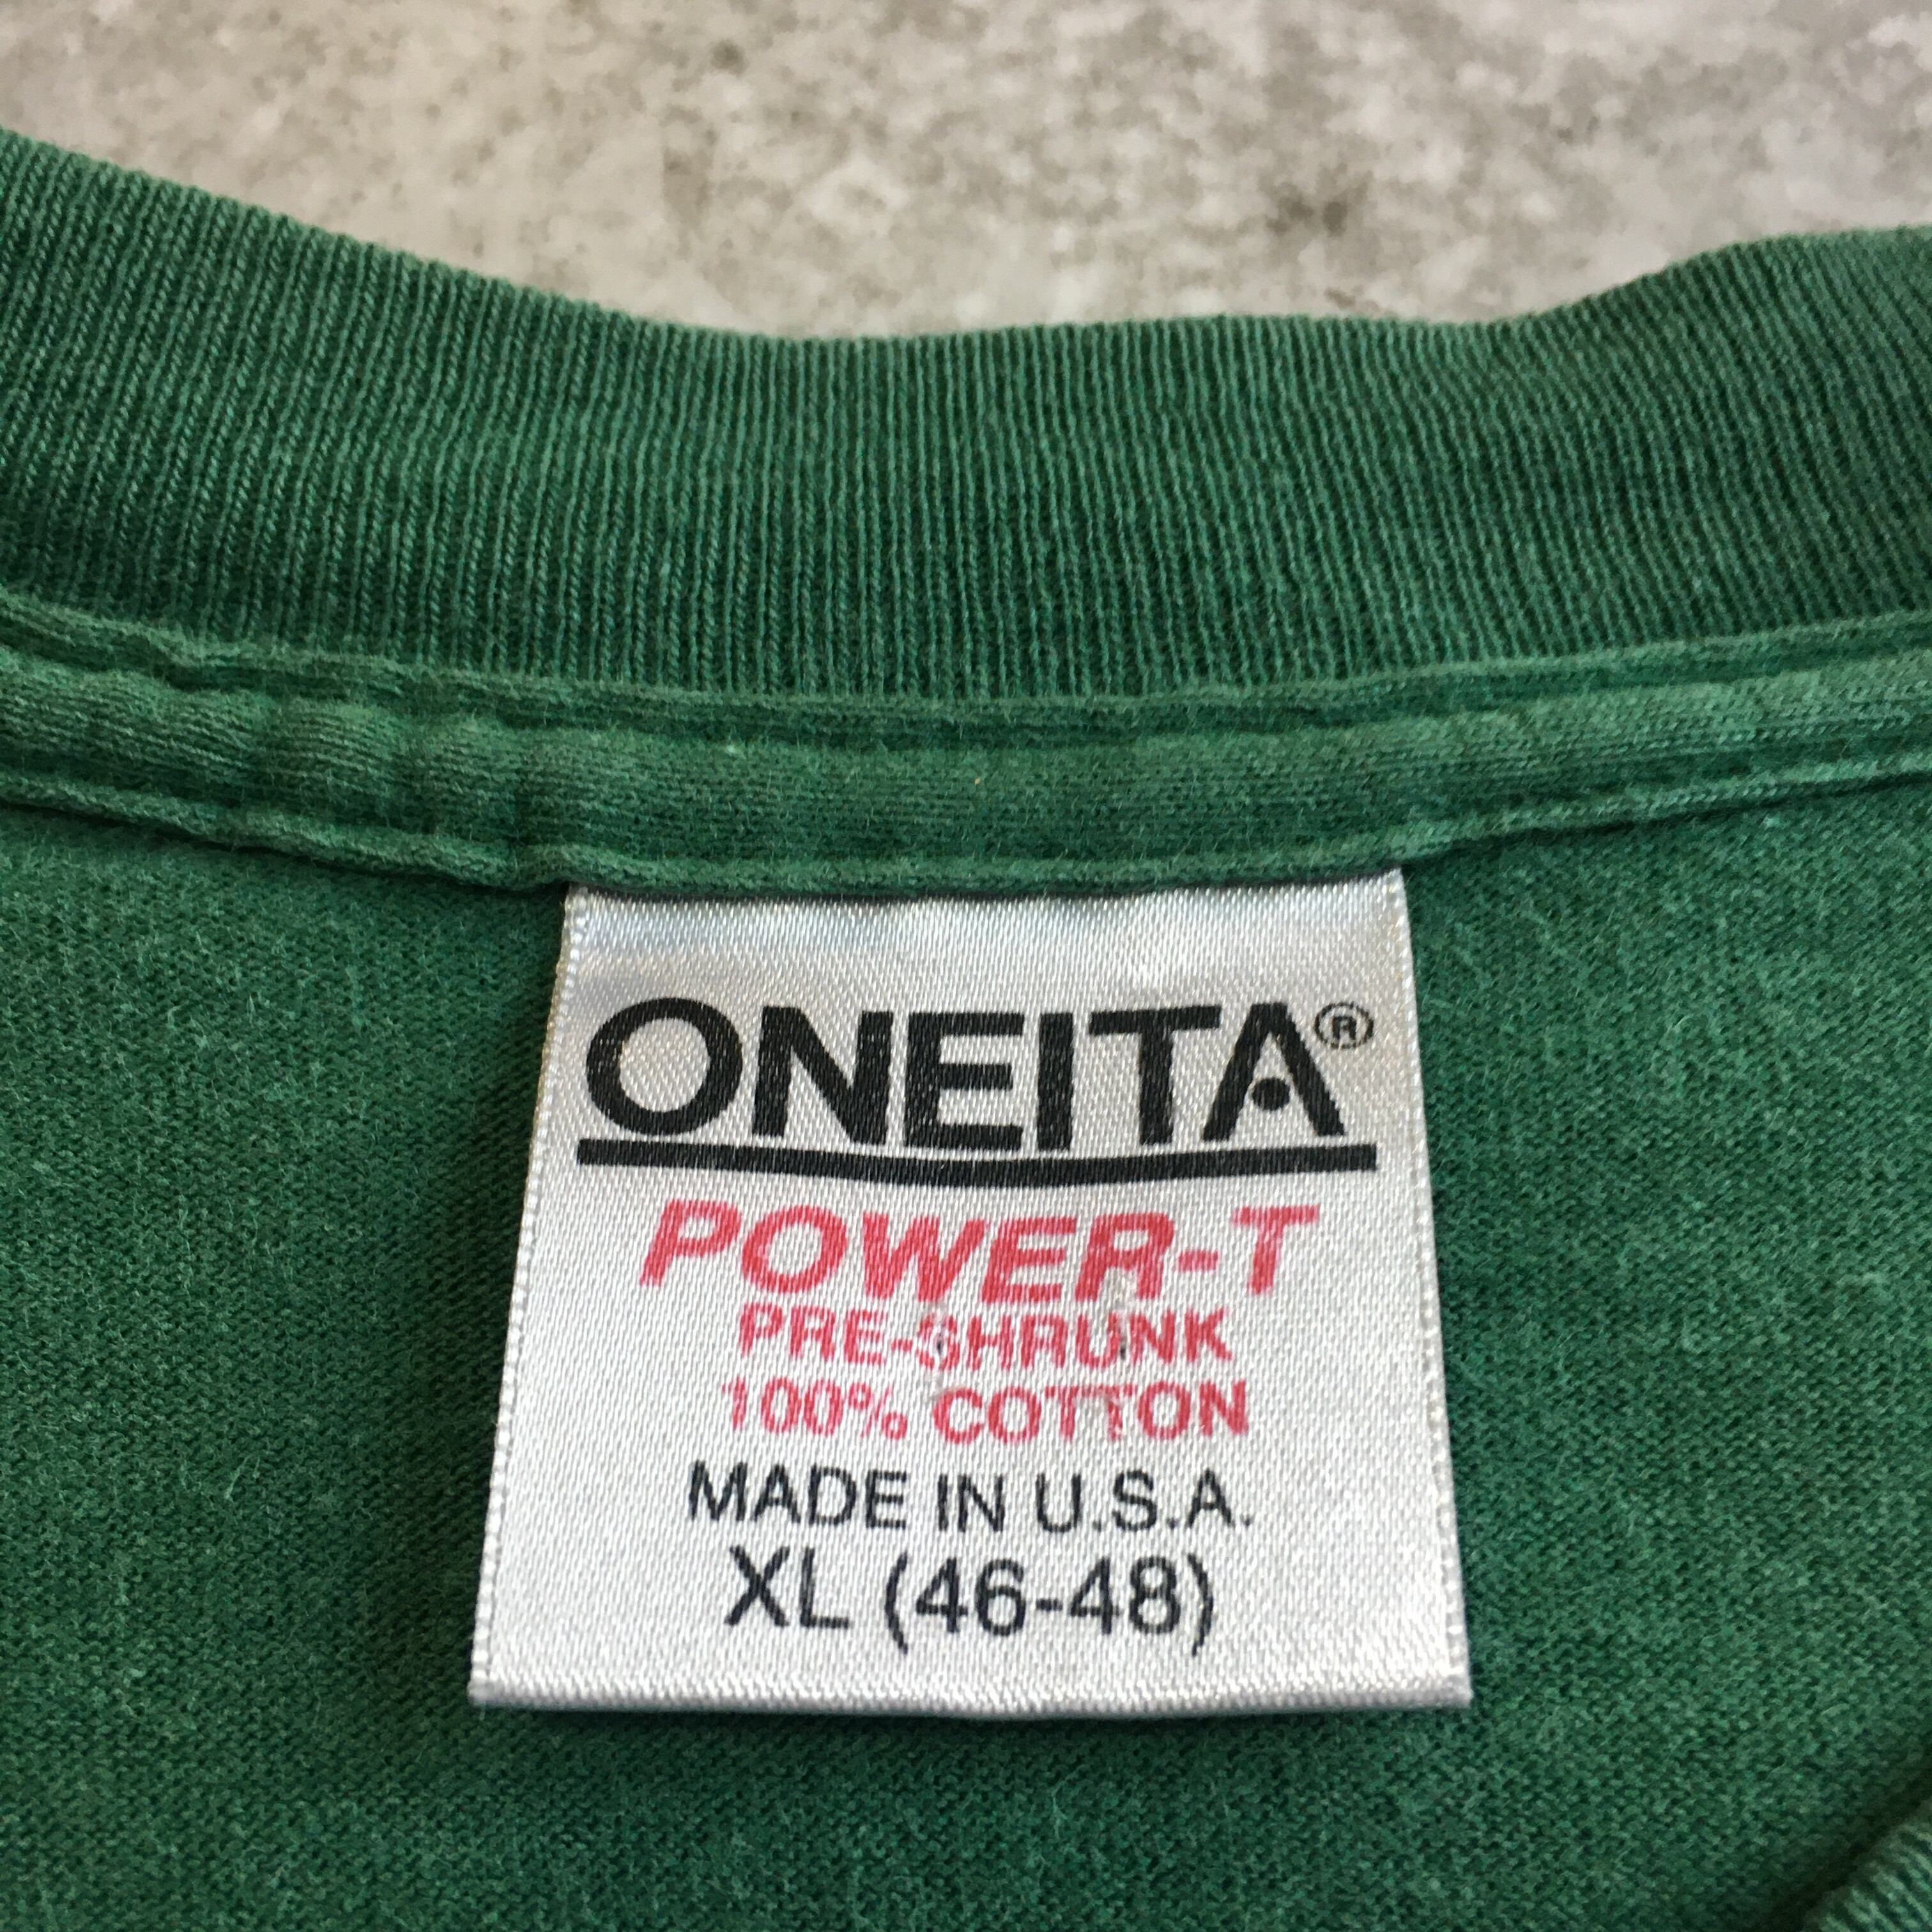 ONEITA®
POWER-T
PRE-SHRUNK
100% COTTON
MADE IN U.S.A.
XL (46-48)